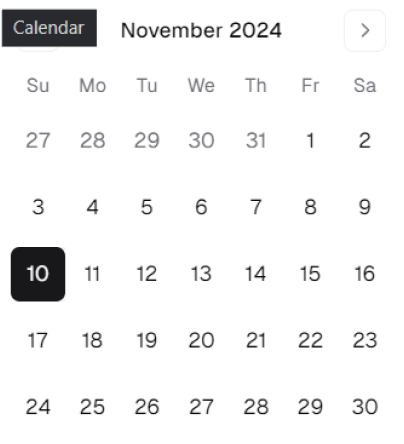 Calendar
November 2024
Su Mo Tu We Th Fr Sa
27 28 29 30 31 1 2
3 4 5 6 7 8 9
10 11 12 13 14 15 16
17 18 19 20 21 22 23
24 25 26 27 28 29 30